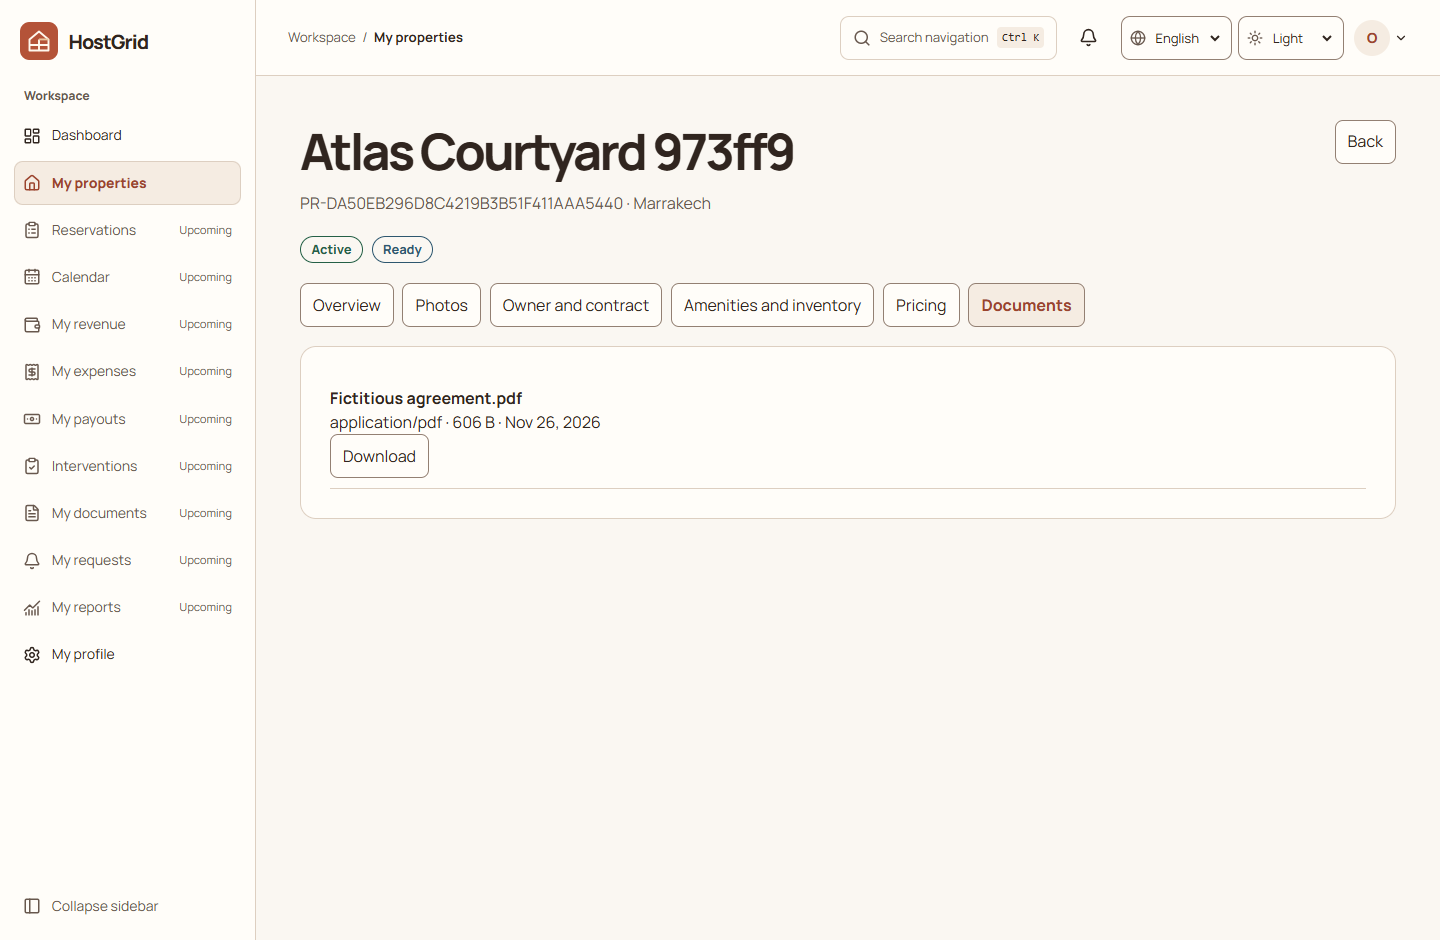 HostGrid
Workspace
Dashboard
My properties
Reservations Upcoming
Calendar Upcoming
My revenue Upcoming
My expenses Upcoming
My payouts Upcoming
Interventions Upcoming
My documents Upcoming
My requests Upcoming
My reports Upcoming
My profile
Collapse sidebar
Workspace / My properties
Search navigation Ctrl K
English
Light
O
Atlas Courtyard 973ff9
Back
PR-DA50EB296D8C4219B3B51F411AAA5440 · Marrakech
Active Ready
Overview Photos Owner and contract Amenities and inventory Pricing Documents
Fictitious agreement.pdf
application/pdf · 606 B · Nov 26, 2026
Download